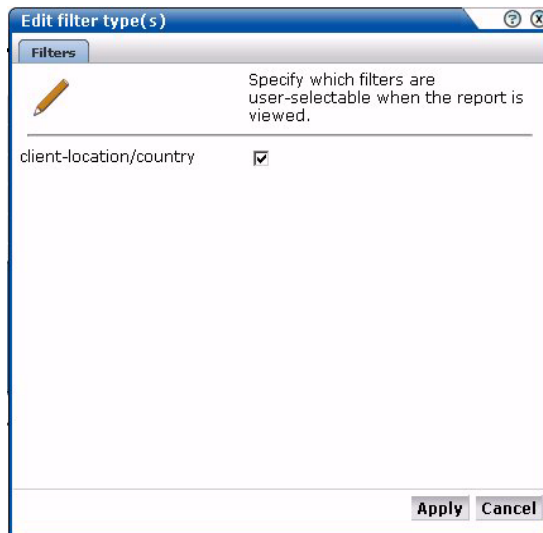 Edit filter type(s)
Filters
Specify which filters are
user-selectable when the report is
viewed.
client-location/country
Apply Cancel